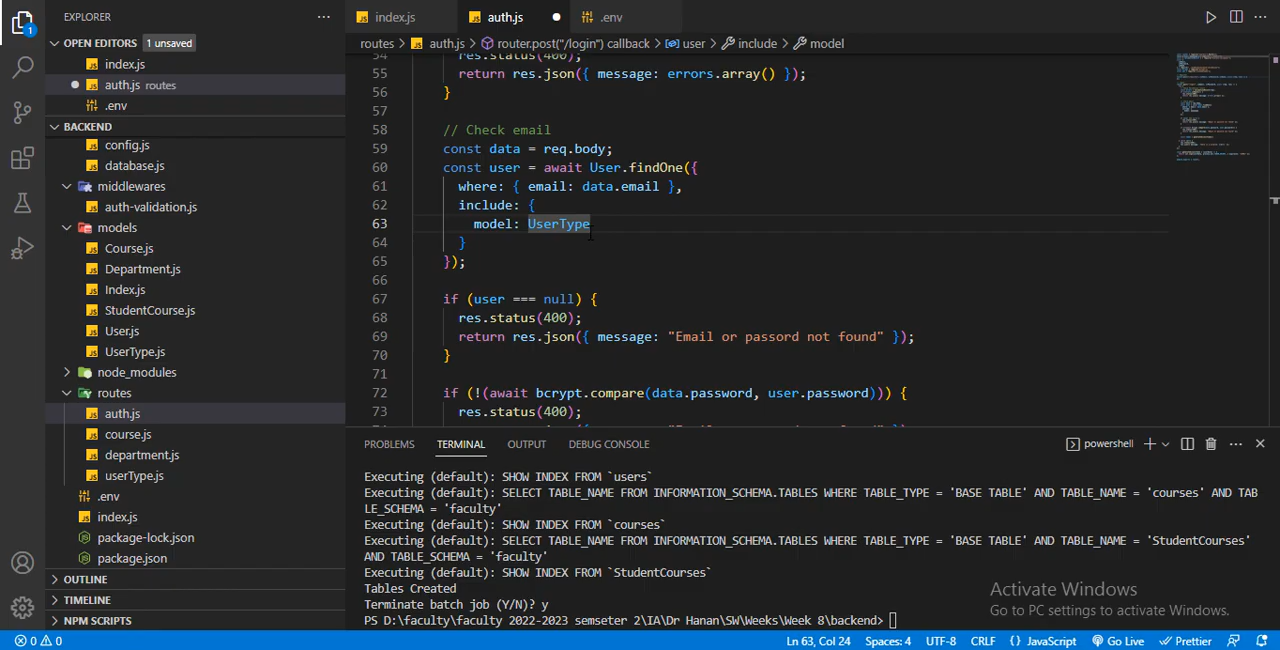 EXPLORER
index.js
auth.js
.env
1
OPEN EDITORS 1 unsaved
routes > auth.js > router.post("/login") callback > user > include > model
index.js
auth.js routes
.env
BACKEND
config.js
database.js
middlewares
auth-validation.js
models
Course.js
Department.js
Index.js
StudentCourse.js
User.js
UserType.js
node_modules
routes
auth.js
course.js
department.js
userType.js
.env
index.js
package-lock.json
package.json
OUTLINE
TIMELINE
NPM SCRIPTS
54 res.status(400);
55 return res.json({ message: errors.array() });
56 }
57
58 // Check email
59 const data = req.body;
60 const user = await User.findOne({
61 where: { email: data.email },
62 include: {
63 model: UserType
64 }
65 });
66
67 if (user === null) {
68 res.status(400);
69 return res.json({ message: "Email or passord not found" });
70 }
71
72 if (!(await bcrypt.compare(data.password, user.password))) {
73 res.status(400);
PROBLEMS TERMINAL OUTPUT DEBUG CONSOLE
powershell
Executing (default): SHOW INDEX FROM `users`
Executing (default): SELECT TABLE_NAME FROM INFORMATION_SCHEMA.TABLES WHERE TABLE_TYPE = 'BASE TABLE' AND TABLE_NAME = 'courses' AND TAB
LE_SCHEMA = 'faculty'
Executing (default): SHOW INDEX FROM `courses`
Executing (default): SELECT TABLE_NAME FROM INFORMATION_SCHEMA.TABLES WHERE TABLE_TYPE = 'BASE TABLE' AND TABLE_NAME = 'StudentCourses'
AND TABLE_SCHEMA = 'faculty'
Executing (default): SHOW INDEX FROM `StudentCourses`
Tables Created
Terminate batch job (Y/N)? y
PS D:\faculty\faculty 2022-2023 semseter 2\IA\Dr Hanan\SW\Weeks\Week 8\backend>
Activate Windows
Go to PC settings to activate Windows.
0 0 Ln 63, Col 24 Spaces: 4 UTF-8 CRLF {} JavaScript Go Live Prettier